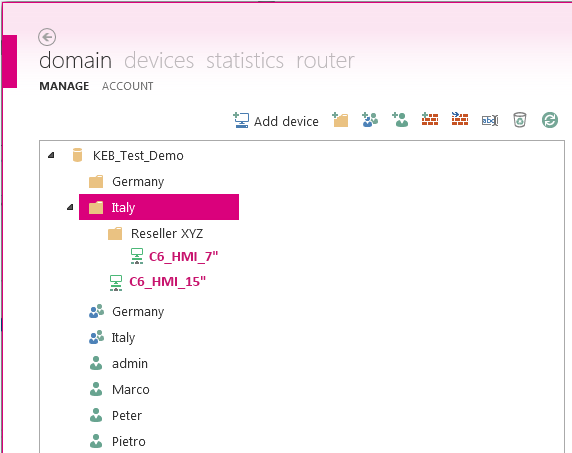 domain devices statistics router
MANAGE ACCOUNT
Add device
KEB_Test_Demo
Germany
Italy
Reseller XYZ
C6_HMI_7"
C6_HMI_15"
Germany
Italy
admin
Marco
Peter
Pietro